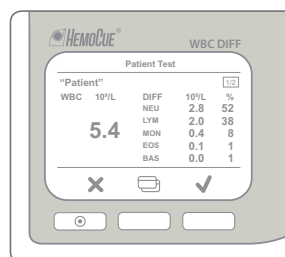 HemoCue®
WBC DIFF
Patient Test
“Patient” 1/2
WBC 10⁹/L DIFF 10⁹/L %
NEU 2.8 52
5.4 LYM 2.0 38
MON 0.4 8
EOS 0.1 1
BAS 0.0 1